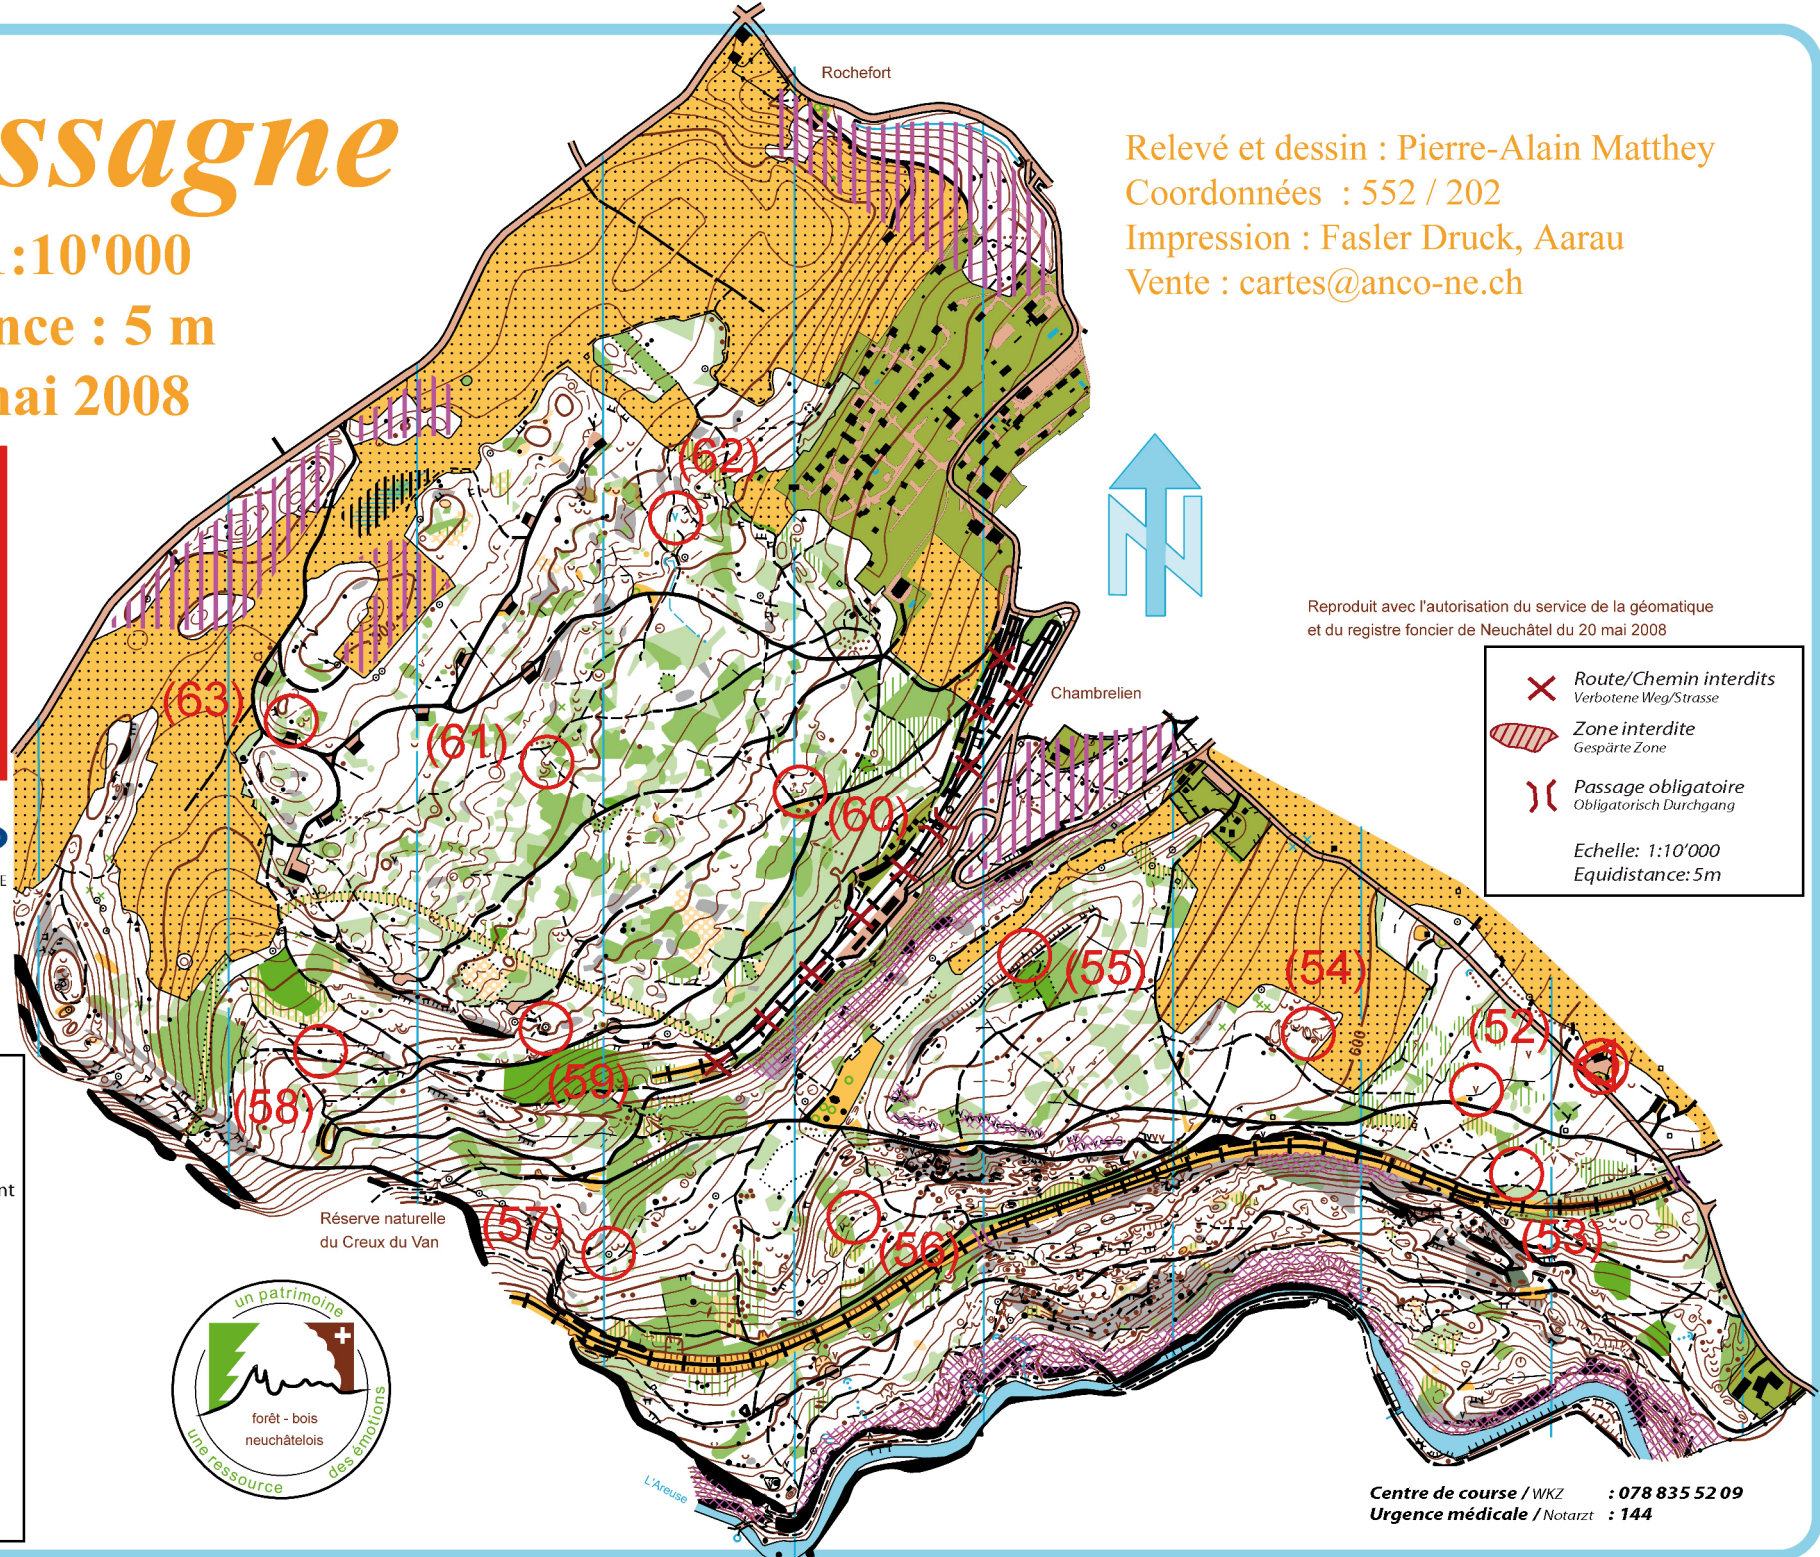 ssagne
1:10'000
nce : 5 m
mai 2008
Rochefort
Relevé et dessin : Pierre-Alain Matthey
Coordonnées : 552 / 202
Impression : Fasler Druck, Aarau
Vente : cartes@anco-ne.ch
N
Reproduit avec l'autorisation du service de la géomatique
et du registre foncier de Neuchâtel du 20 mai 2008
Route/Chemin interdits
Verbotene Weg/Strasse
Zone interdite
Gespärte Zone
Passage obligatoire
Obligatorisch Durchgang
Echelle: 1:10'000
Equidistance: 5m
Chambrelien
(62)
(63)
(61)
(60)
(55)
(54)
(52)
600
(59)
(58)
(57)
(56)
(53)
E
nt
Réserve naturelle
du Creux du Van
un patrimoine
forêt - bois
neuchâtelois
une ressource
des émotions
L'Areuse
Centre de course / WKZ : 078 835 52 09
Urgence médicale / Notarzt : 144